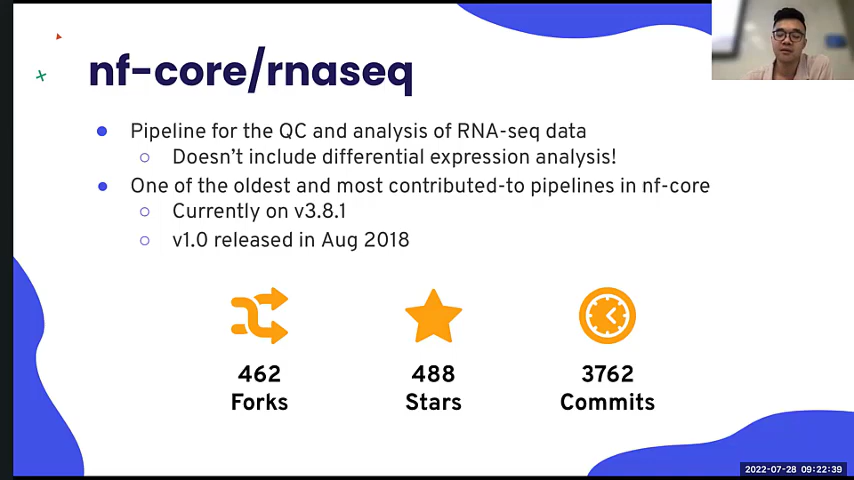 nf-core/rnaseq
Pipeline for the QC and analysis of RNA-seq data
Doesn't include differential expression analysis!
One of the oldest and most contributed-to pipelines in nf-core
Currently on v3.8.1
v1.0 released in Aug 2018
462
Forks
488
Stars
3762
Commits
2022-07-28 09:22:39